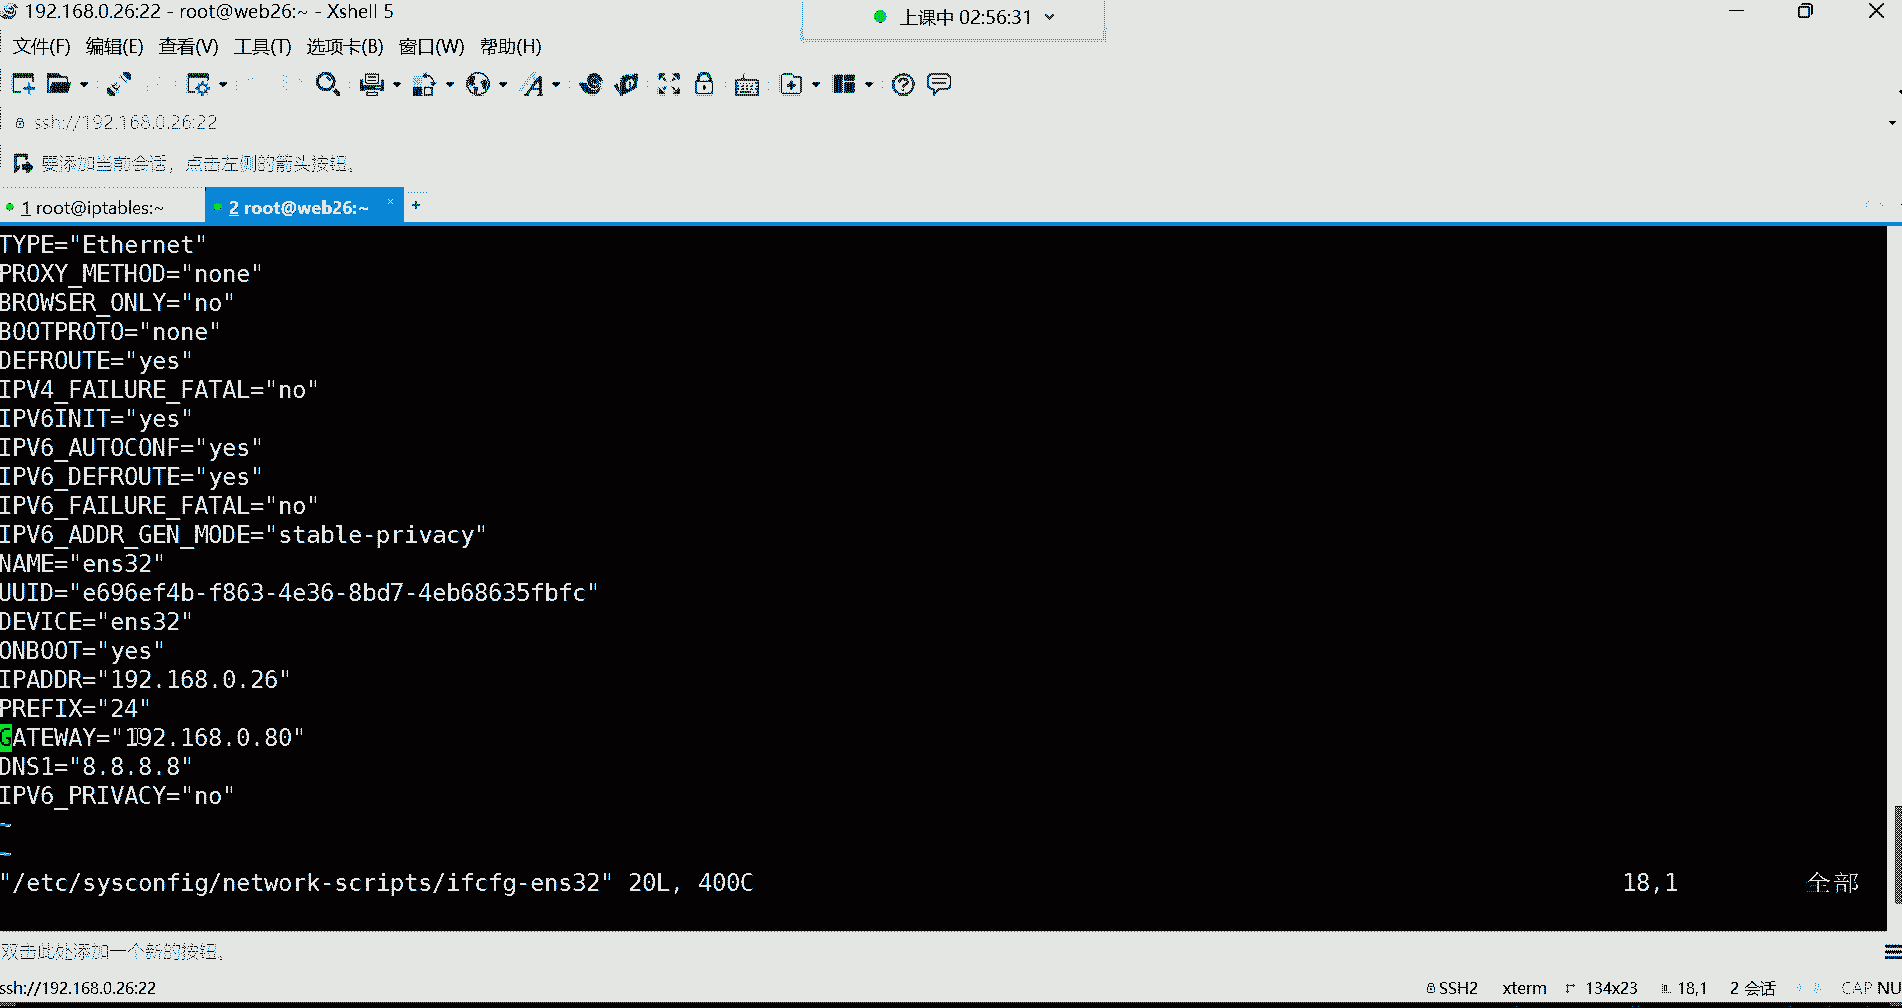 192.168.0.26:22 - root@web26:~ - Xshell 5
上课中 02:56:31
文件(F) 编辑(E) 查看(V) 工具(T) 选项卡(B) 窗口(W) 帮助(H)
ssh://192.168.0.26:22
要添加当前会话，点击左侧的箭头按钮。
1 root@iptables:~ 2 root@web26:~ × +
TYPE="Ethernet"
PROXY_METHOD="none"
BROWSER_ONLY="no"
BOOTPROTO="none"
DEFROUTE="yes"
IPV4_FAILURE_FATAL="no"
IPV6INIT="yes"
IPV6_AUTOCONF="yes"
IPV6_DEFROUTE="yes"
IPV6_FAILURE_FATAL="no"
IPV6_ADDR_GEN_MODE="stable-privacy"
NAME="ens32"
UUID="e696ef4b-f863-4e36-8bd7-4eb68635fbfc"
DEVICE="ens32"
ONBOOT="yes"
IPADDR="192.168.0.26"
PREFIX="24"
GATEWAY="192.168.0.80"
DNS1="8.8.8.8"
IPV6_PRIVACY="no"
~
~
"/etc/sysconfig/network-scripts/ifcfg-ens32" 20L, 400C 18,1 全部
双击此处添加一个新的按钮。
ssh://192.168.0.26:22 SSH2 xterm 134x23 18,1 2 会话 CAP NU